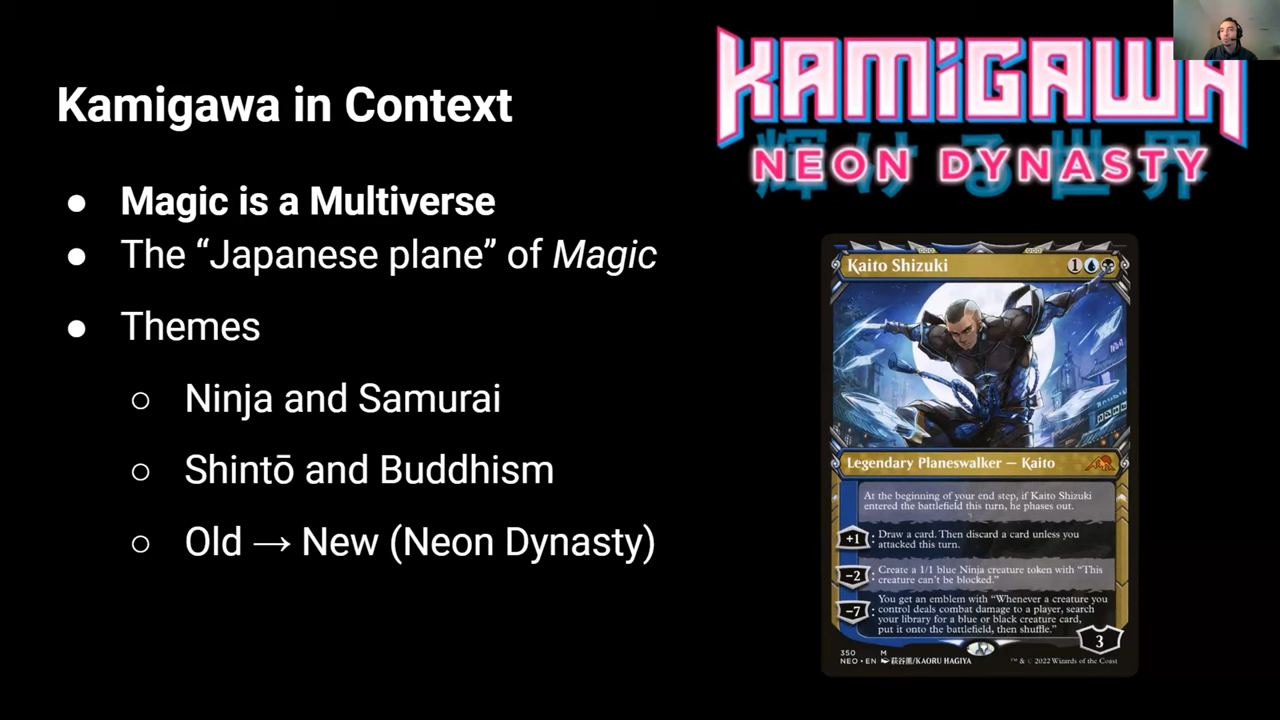 Kamigawa in Context
● Magic is a Multiverse
● The “Japanese plane” of Magic
● Themes
○ Ninja and Samurai
○ Shintō and Buddhism
○ Old → New (Neon Dynasty)
KAMIGAWA
輝ける世界
NEON DYNASTY
Kaito Shizuki
1
Legendary Planeswalker — Kaito
At the beginning of your end step, if Kaito Shizuki
entered the battlefield this turn, he phases out.
+1: Draw a card. Then discard a card unless you
attacked this turn.
−2: Create a 1/1 blue Ninja creature token with “This
creature can't be blocked.”
−7: You get an emblem with “Whenever a creature you
control deals combat damage to a player, search
your library for a blue or black creature card,
put it onto the battlefield, then shuffle.”
3
350 M
NEO • EN 萩谷薫/KAORU HAGIYA
™ & © 2022 Wizards of the Coast